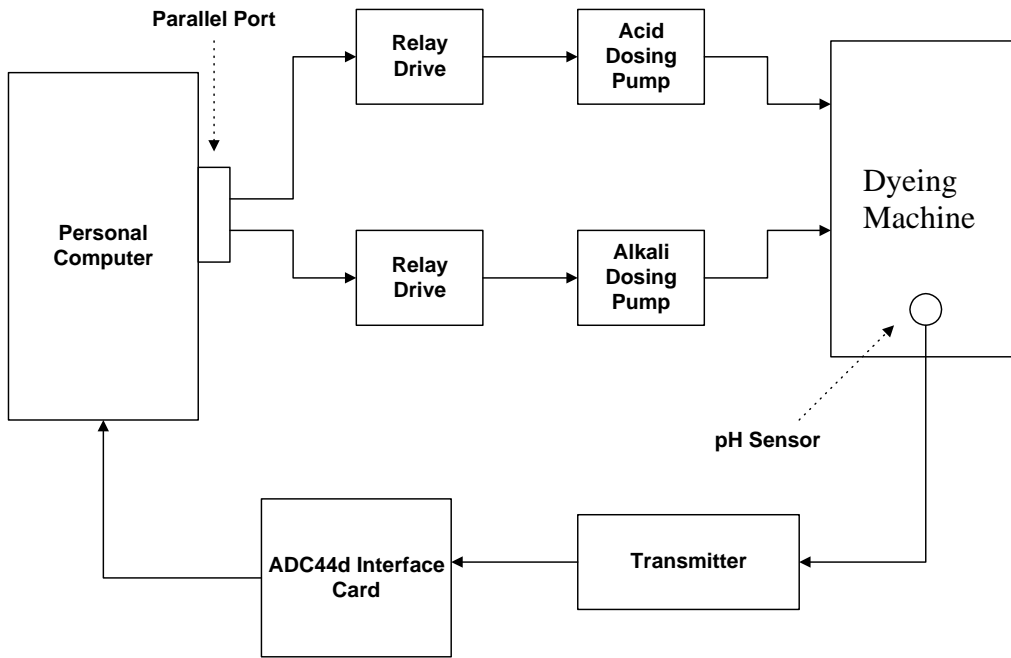 Parallel Port
Relay
Drive
Acid
Dosing
Pump
Personal
Computer
Dyeing
Machine
Relay
Drive
Alkali
Dosing
Pump
pH Sensor
ADC44d Interface
Card
Transmitter